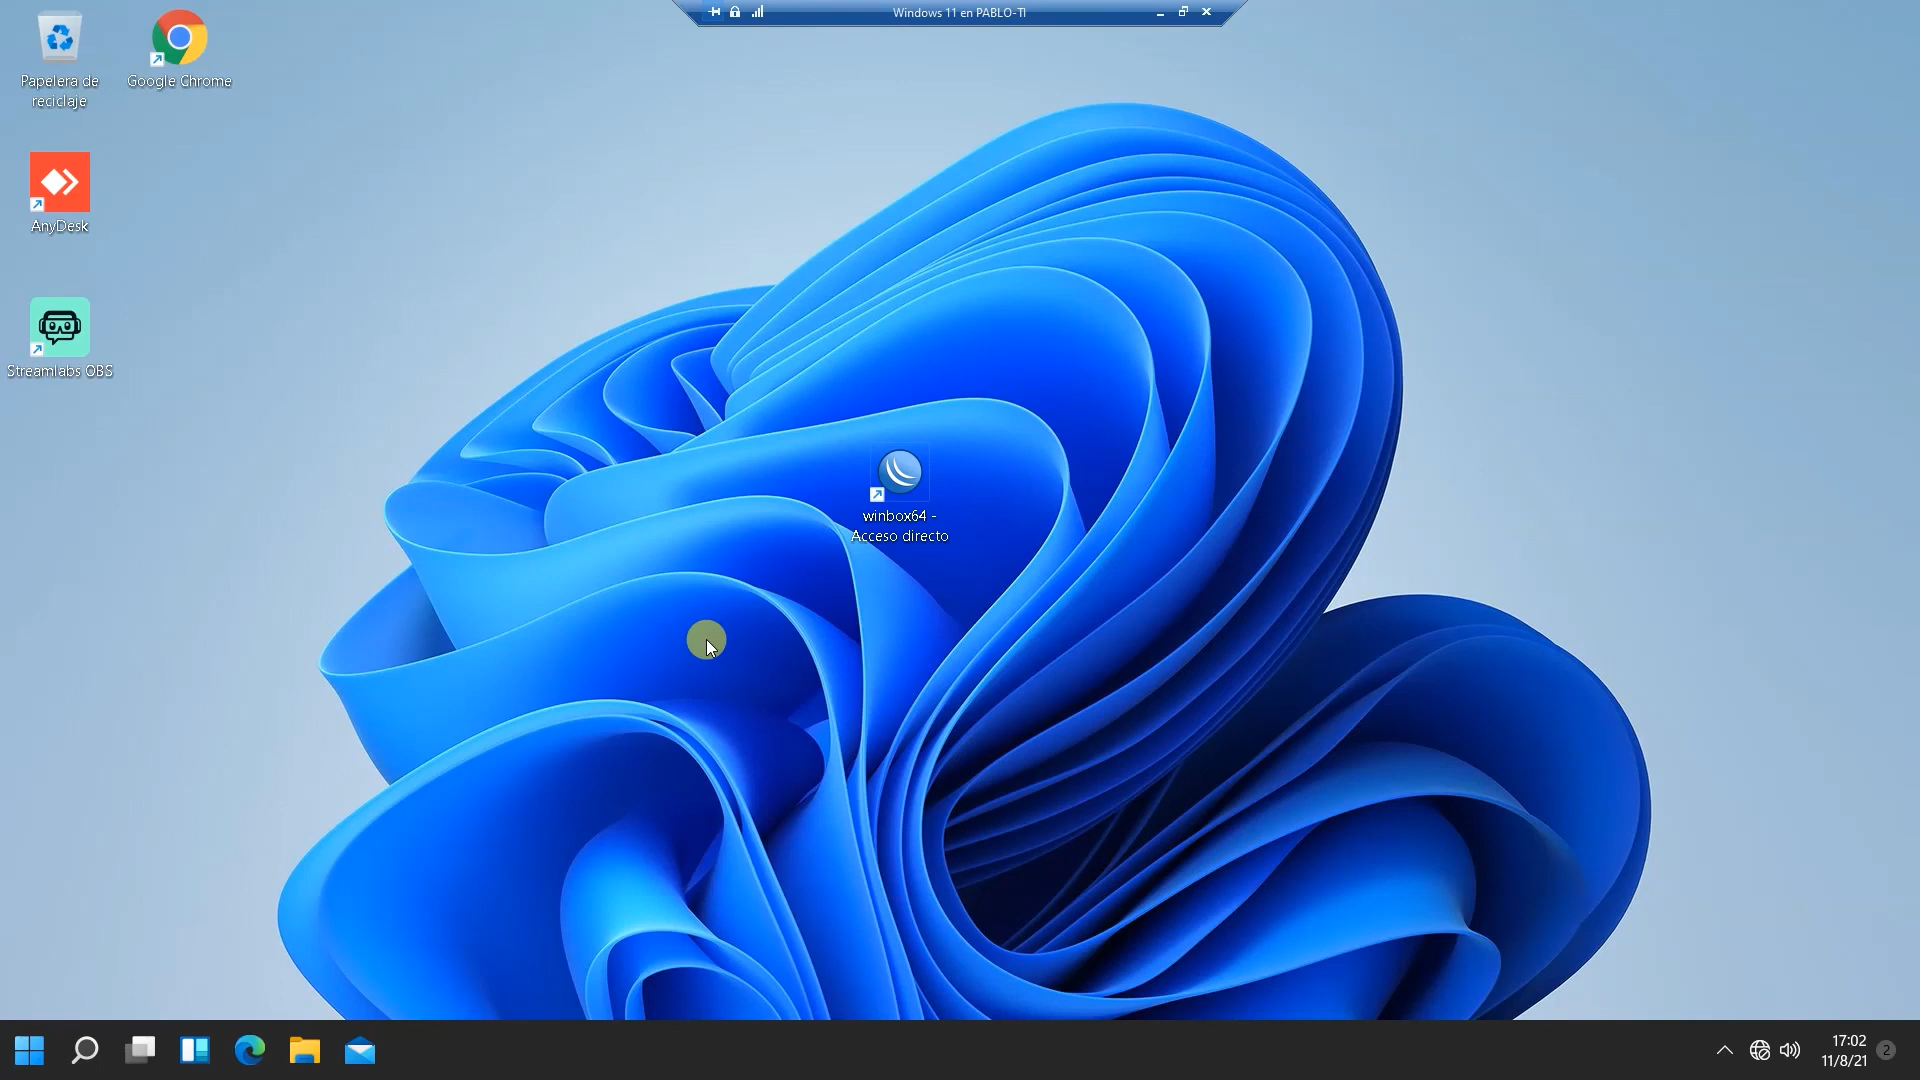 Windows 11 en PABLO-TI
Papelera de
reciclaje
Google Chrome
AnyDesk
Streamlabs OBS
winbox64 -
Acceso directo
17:02
11/8/21
2